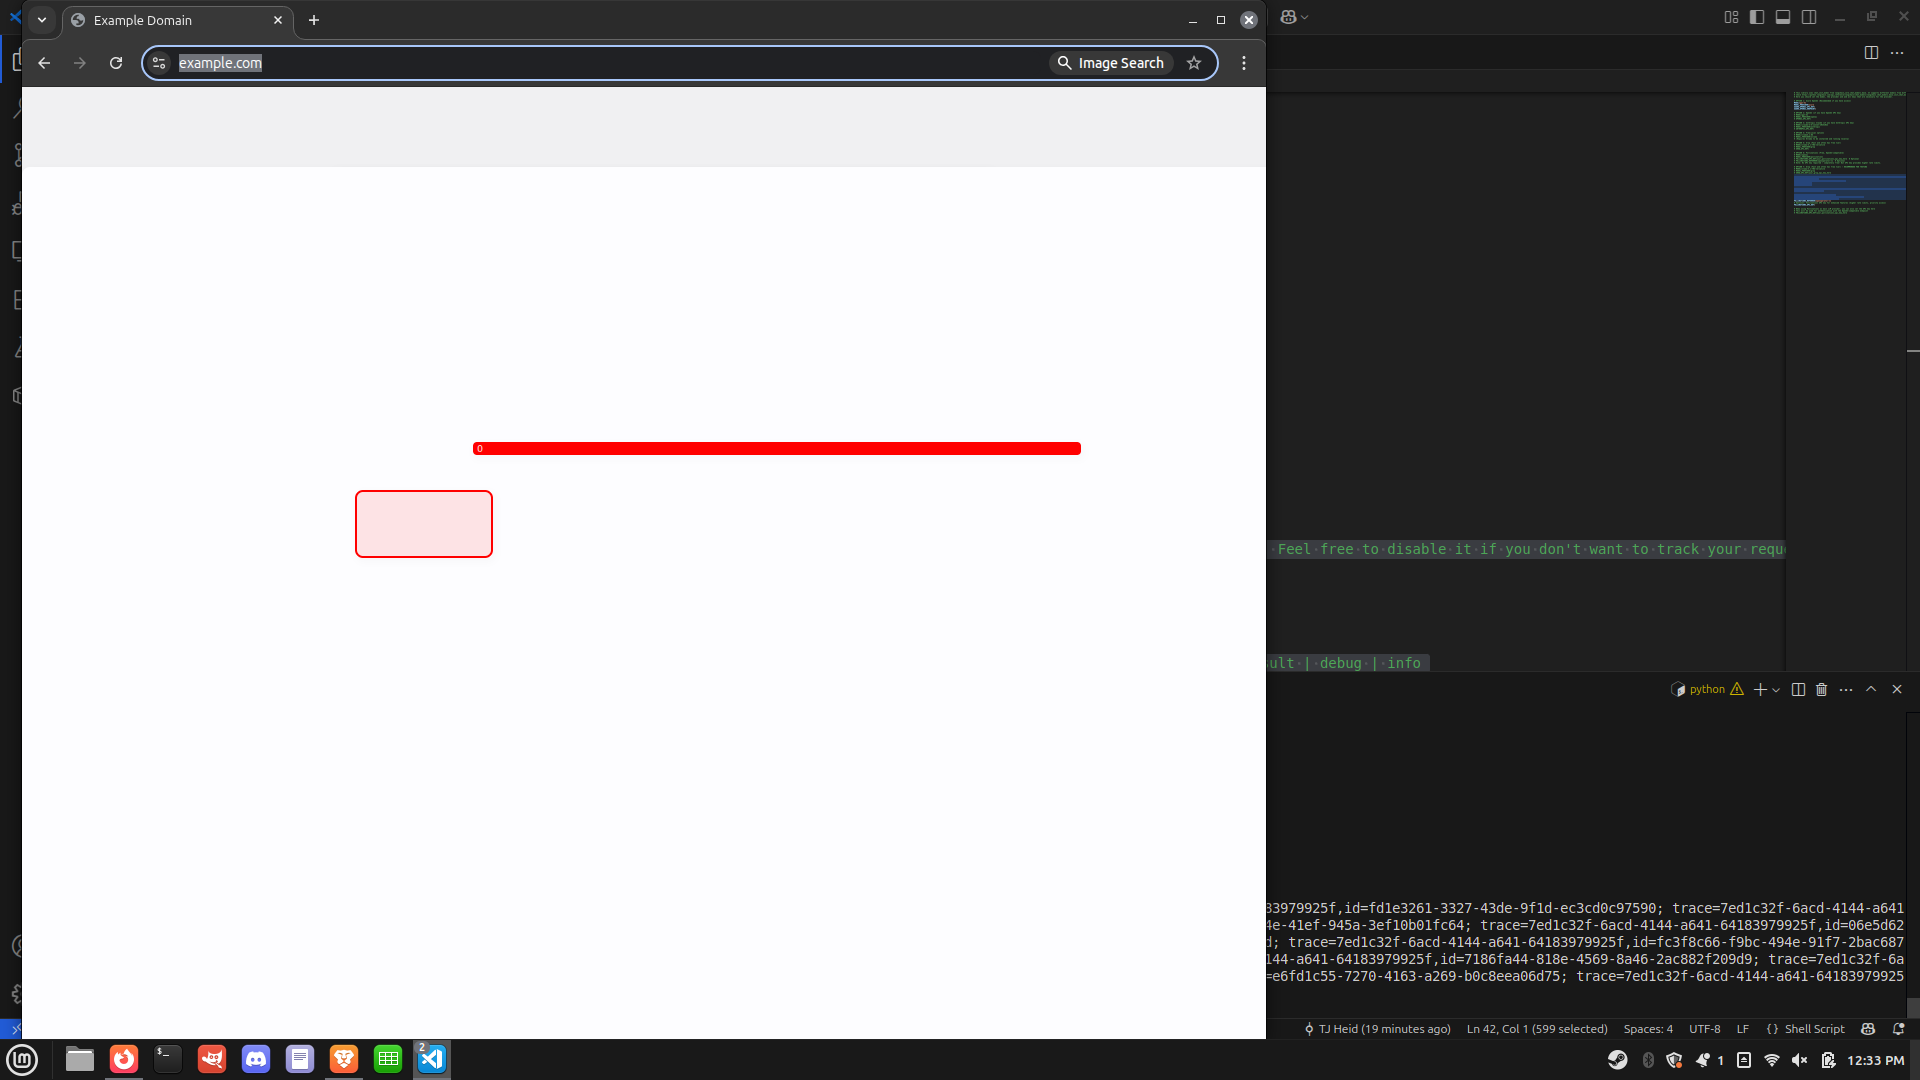 Example Domain
example.com
Image Search
0
Feel free to disable it if you don't want to track your requ
sult | debug | info
python
83979925f,id=fd1e3261-3327-43de-9f1d-ec3cd0c97590; trace=7ed1c32f-6acd-4144-a641
4e-41ef-945a-3ef10b01fc64; trace=7ed1c32f-6acd-4144-a641-64183979925f,id=06e5d62
d; trace=7ed1c32f-6acd-4144-a641-64183979925f,id=fc3f8c66-f9bc-494e-91f7-2bac687
144-a641-64183979925f,id=7186fa44-818e-4569-8a46-2ac882f209d9; trace=7ed1c32f-6a
=e6fd1c55-7270-4163-a269-b0c8eea06d75; trace=7ed1c32f-6acd-4144-a641-64183979925
TJ Heid (19 minutes ago) Ln 42, Col 1 (599 selected) Spaces: 4 UTF-8 LF {} Shell Script
2
1 12:33 PM